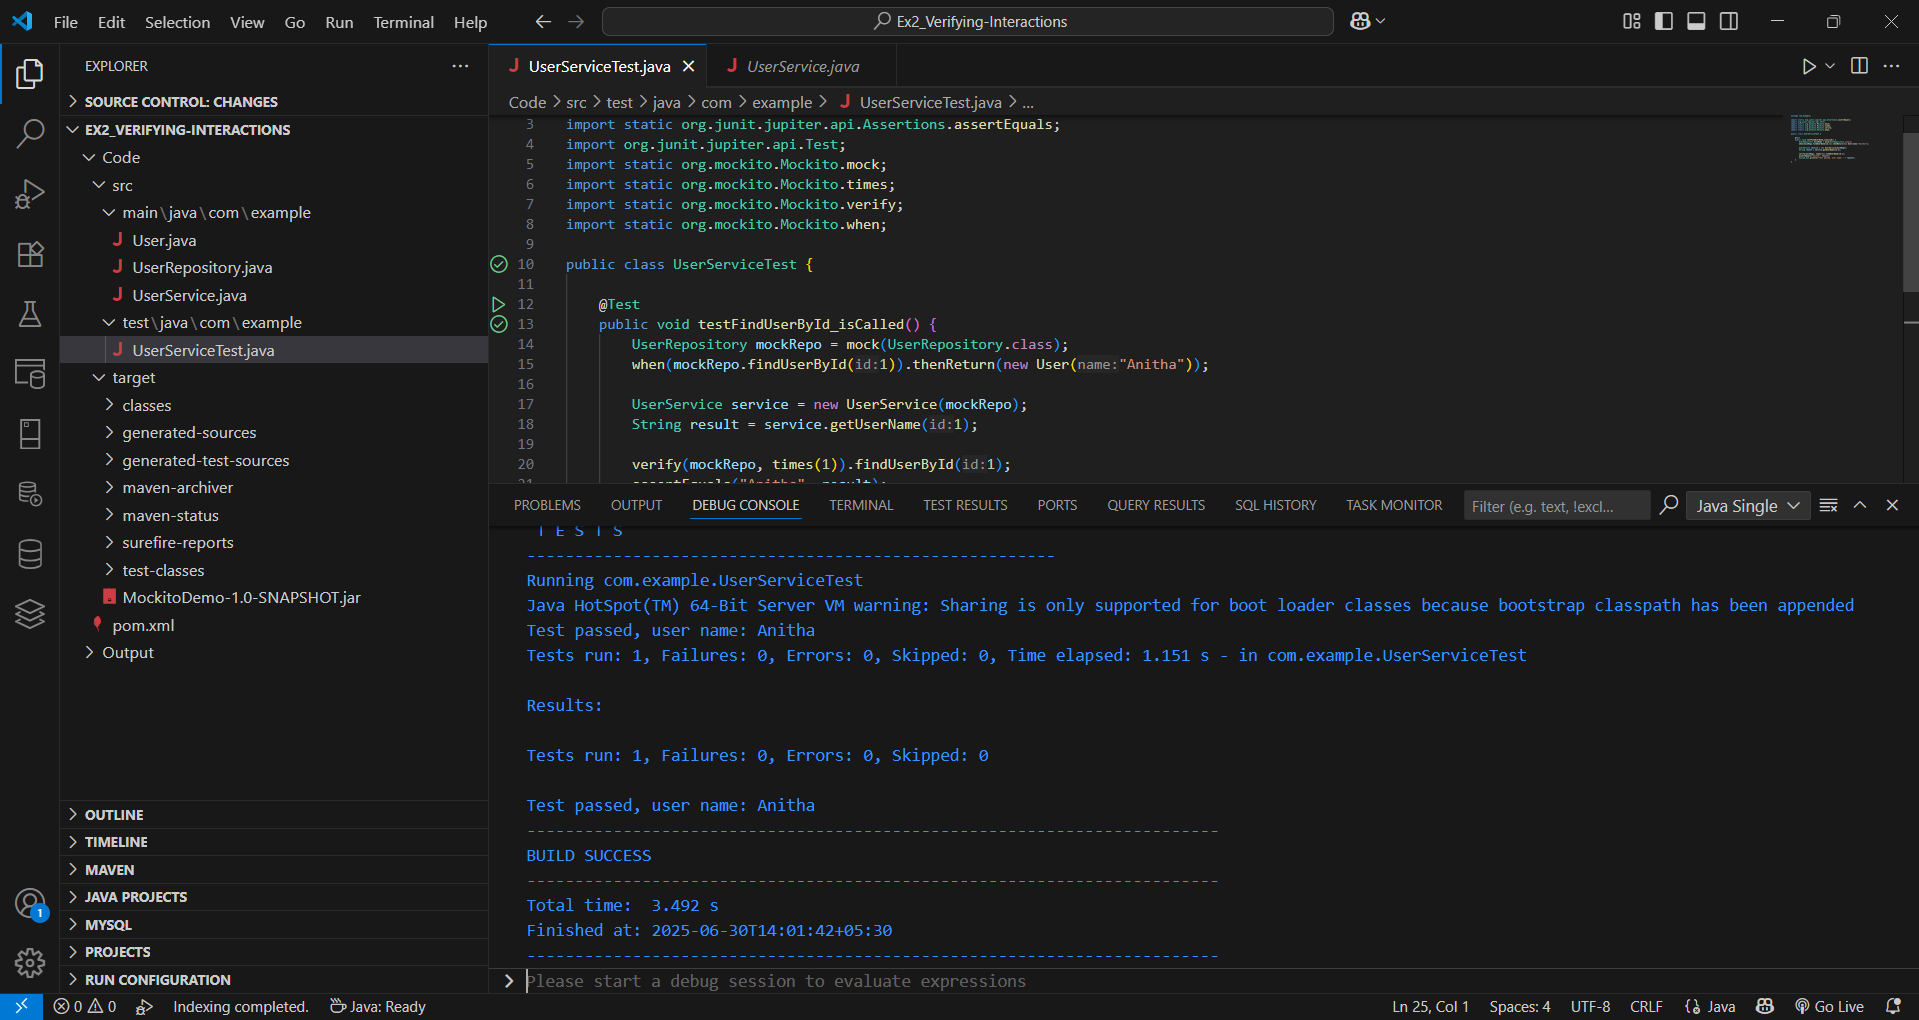 File Edit Selection View Go Run Terminal Help
Ex2_Verifying-Interactions
EXPLORER
SOURCE CONTROL: CHANGES
EX2_VERIFYING-INTERACTIONS
Code
src
main\java\com\example
User.java
UserRepository.java
UserService.java
test\java\com\example
UserServiceTest.java
target
classes
generated-sources
generated-test-sources
maven-archiver
maven-status
surefire-reports
test-classes
MockitoDemo-1.0-SNAPSHOT.jar
pom.xml
Output
OUTLINE
TIMELINE
MAVEN
JAVA PROJECTS
MYSQL
PROJECTS
RUN CONFIGURATION
1
UserServiceTest.java UserService.java
Code > src > test > java > com > example > UserServiceTest.java > ...
3 import static org.junit.jupiter.api.Assertions.assertEquals;
4 import org.junit.jupiter.api.Test;
5 import static org.mockito.Mockito.mock;
6 import static org.mockito.Mockito.times;
7 import static org.mockito.Mockito.verify;
8 import static org.mockito.Mockito.when;
9
10 public class UserServiceTest {
11
12 @Test
13 public void testFindUserById_isCalled() {
14 UserRepository mockRepo = mock(UserRepository.class);
15 when(mockRepo.findUserById(id:1)).thenReturn(new User(name:"Anitha"));
16
17 UserService service = new UserService(mockRepo);
18 String result = service.getUserName(id:1);
19
20 verify(mockRepo, times(1)).findUserById(id:1);
21 assertEquals("Anitha", result);
PROBLEMS OUTPUT DEBUG CONSOLE TERMINAL TEST RESULTS PORTS QUERY RESULTS SQL HISTORY TASK MONITOR Filter (e.g. text, !excl... Java Single
T E S T S
-------------------------------------------------------
Running com.example.UserServiceTest
Java HotSpot(TM) 64-Bit Server VM warning: Sharing is only supported for boot loader classes because bootstrap classpath has been appended
Test passed, user name: Anitha
Tests run: 1, Failures: 0, Errors: 0, Skipped: 0, Time elapsed: 1.151 s - in com.example.UserServiceTest
Results:
Tests run: 1, Failures: 0, Errors: 0, Skipped: 0
Test passed, user name: Anitha
------------------------------------------------------------------------
BUILD SUCCESS
------------------------------------------------------------------------
Total time:  3.492 s
Finished at: 2025-06-30T14:01:42+05:30
------------------------------------------------------------------------
Please start a debug session to evaluate expressions
0 0 Indexing completed. Java: Ready Ln 25, Col 1 Spaces: 4 UTF-8 CRLF Java Go Live